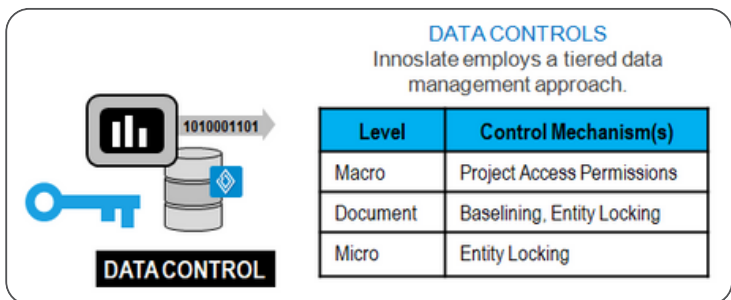 DATA CONTROLS
Innoslate employs a tiered data
management approach.
1010001101
Level Control Mechanism(s)
Macro Project Access Permissions
Document Baselining, Entity Locking
Micro Entity Locking
DATA CONTROL